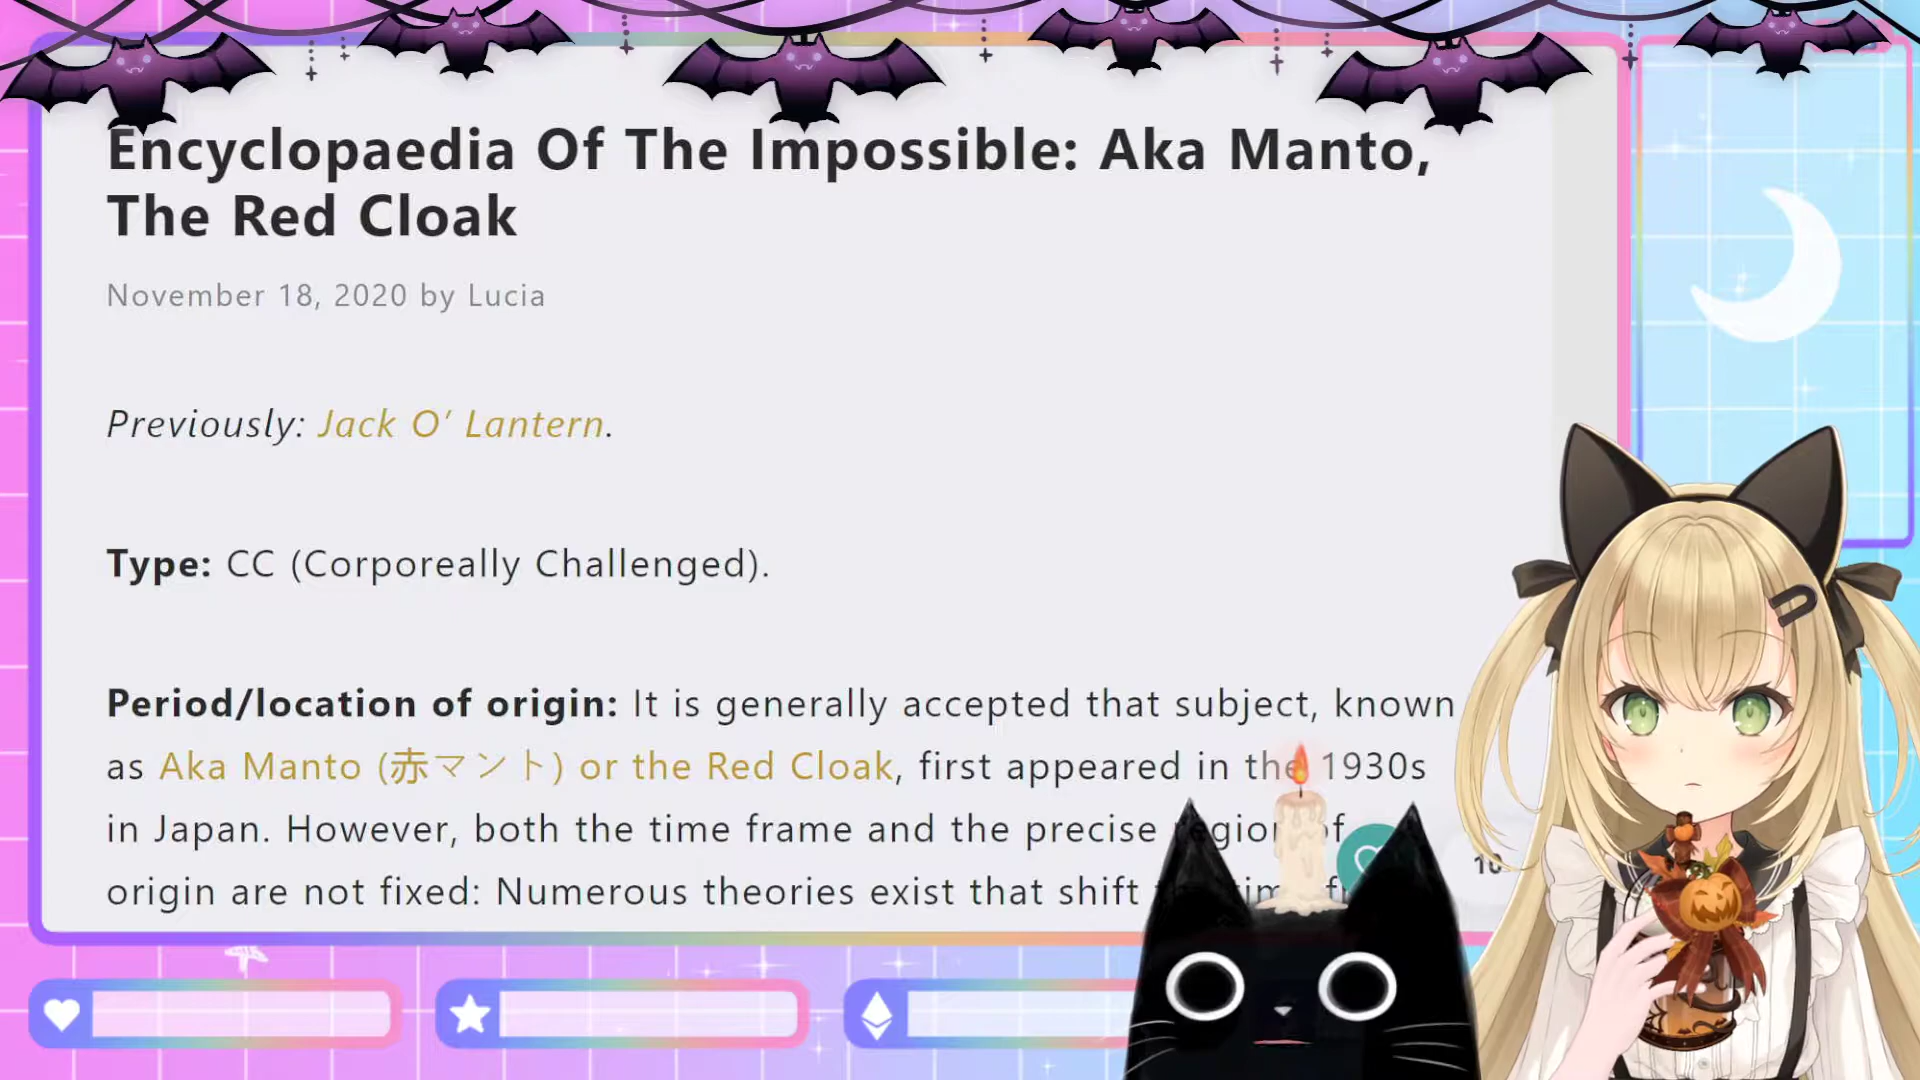 Encyclopaedia Of The Impossible: Aka Manto,
The Red Cloak
November 18, 2020 by Lucia
Previously: Jack O’ Lantern.
Type: CC (Corporeally Challenged).
Period/location of origin: It is generally accepted that subject, known
as Aka Manto (赤マント) or the Red Cloak, first appeared in the 1930s
in Japan. However, both the time frame and the precise region of
origin are not fixed: Numerous theories exist that shift